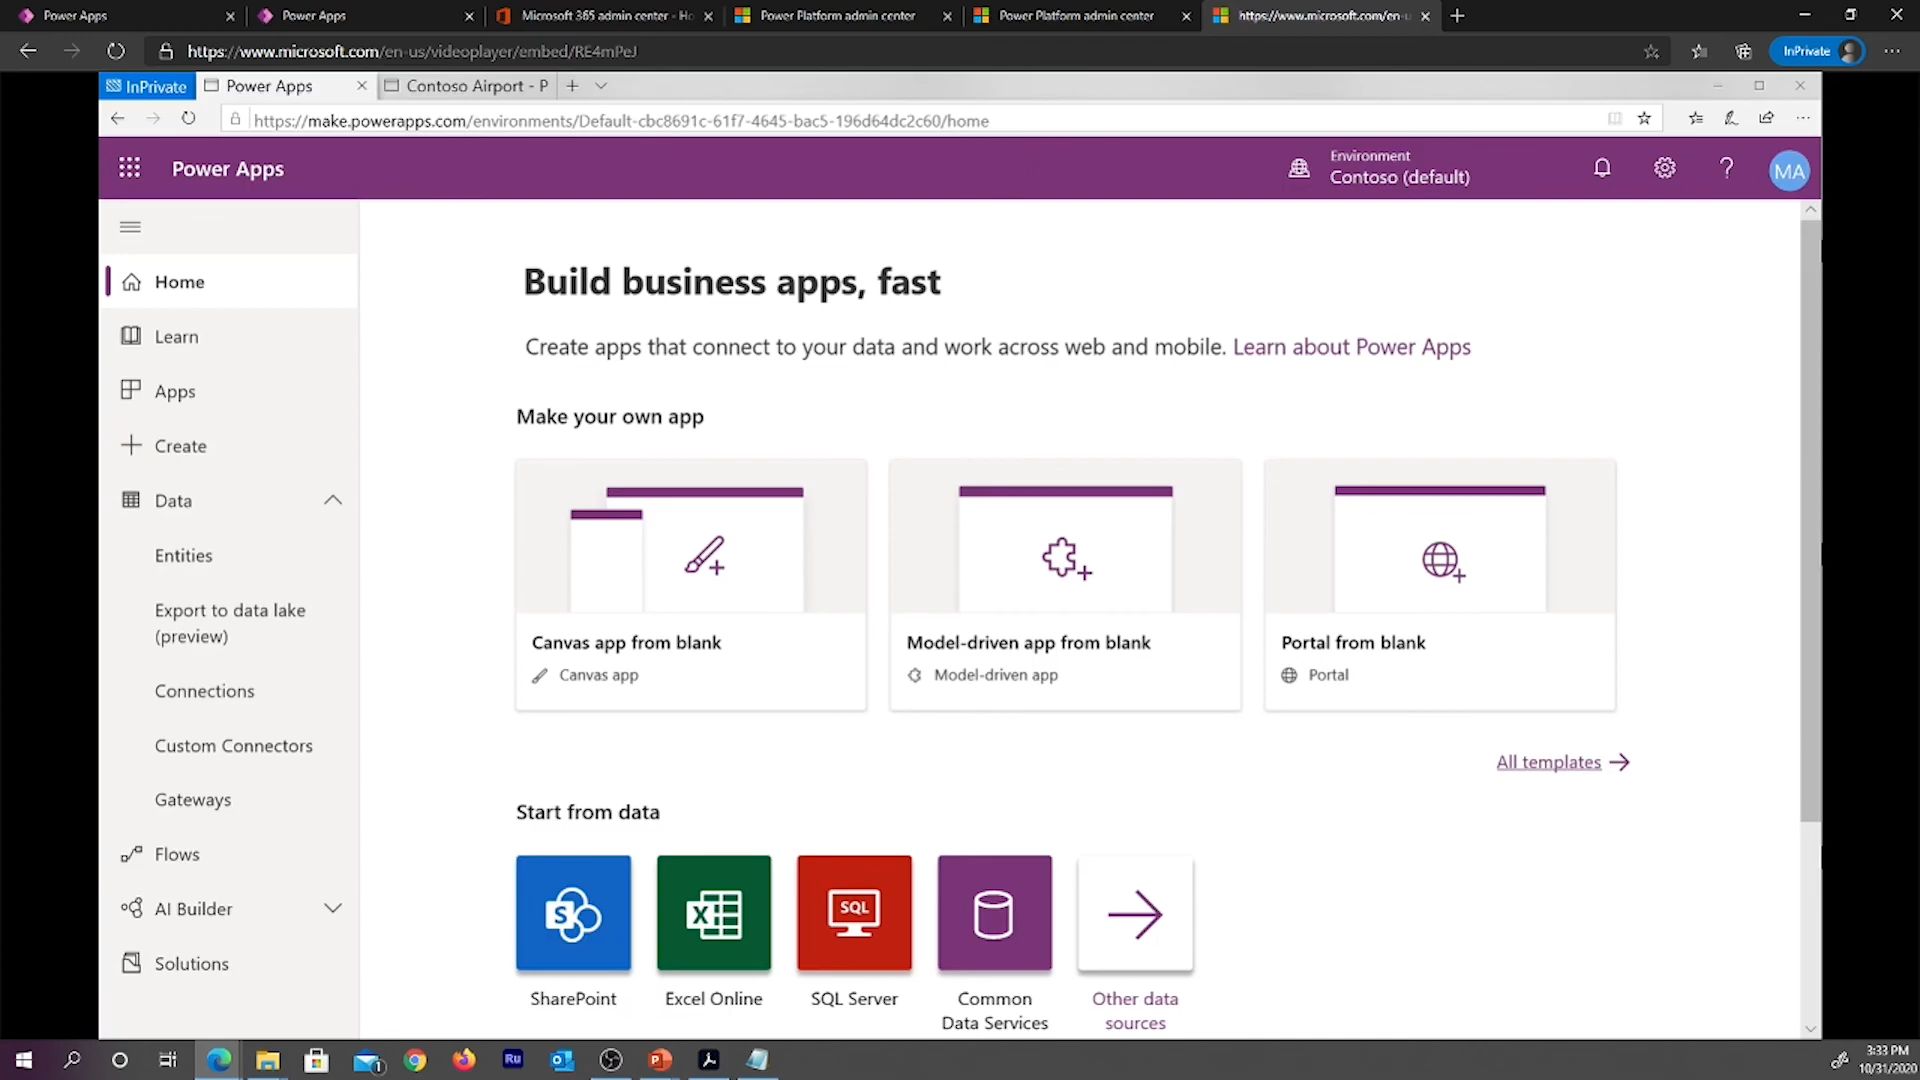 Power Apps
Power Apps
Microsoft 365 admin center - Ho
Power Platform admin center
Power Platform admin center
https://www.microsoft.com/en-u
https://www.microsoft.com/en-us/videoplayer/embed/RE4mPeJ
InPrivate
InPrivate
Power Apps
Contoso Airport - P
https://make.powerapps.com/environments/Default-cbc8691c-61f7-4645-bac5-196d64dc2c60/home
Power Apps
Environment
Contoso (default)
MA
Home
Learn
Apps
Create
Data
Entities
Export to data lake
(preview)
Connections
Custom Connectors
Gateways
Flows
AI Builder
Solutions
Build business apps, fast
Create apps that connect to your data and work across web and mobile. Learn about Power Apps
Make your own app
Canvas app from blank
Canvas app
Model-driven app from blank
Model-driven app
Portal from blank
Portal
All templates
Start from data
S
X
SQL
SharePoint
Excel Online
SQL Server
Common
Data Services
Other data
sources
1
Ru
3:33 PM
10/31/2020